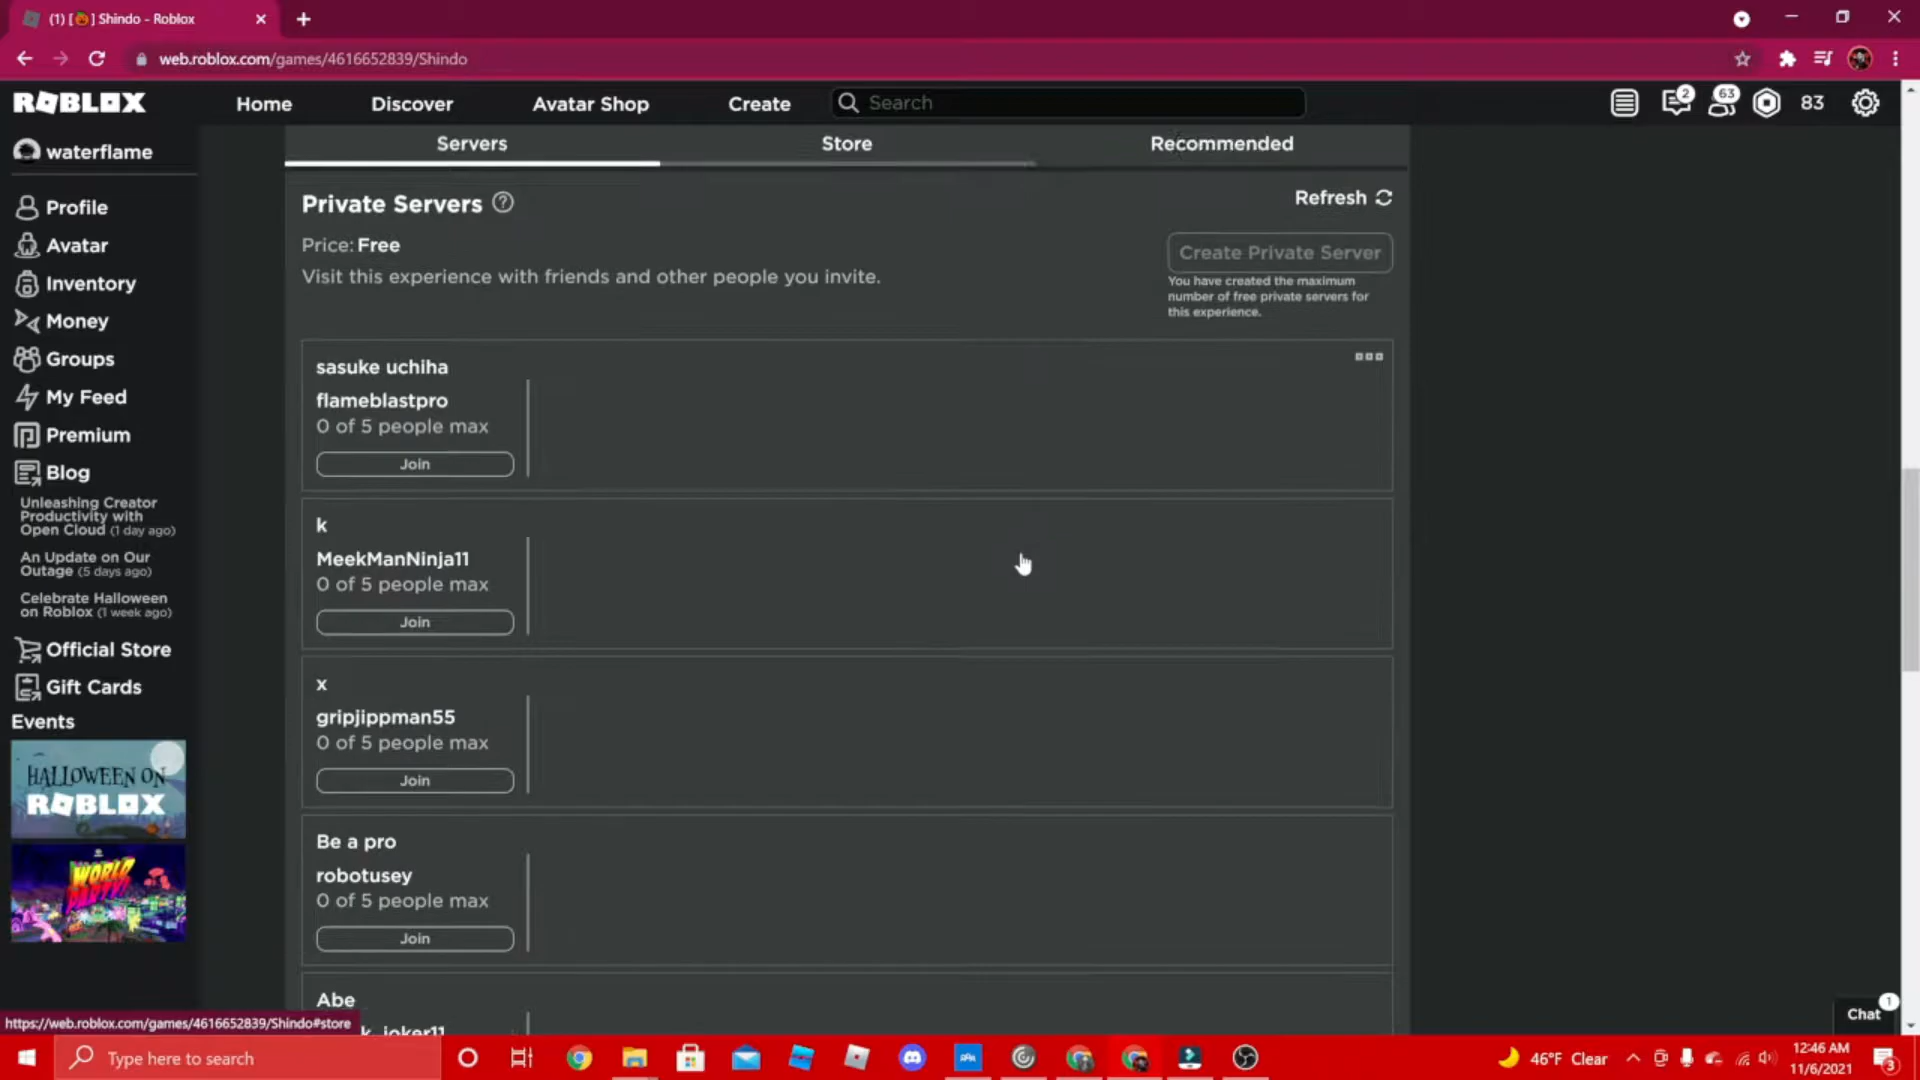 (1) [🎃] Shindo - Roblox
web.roblox.com/games/4616652839/Shindo
ROBLOX
Home
Discover
Avatar Shop
Create
Search
2
63
83
waterflame
Profile
Avatar
Inventory
Money
Groups
My Feed
Premium
Blog
Unleashing Creator
Productivity with
Open Cloud (1 day ago)
An Update on Our
Outage (5 days ago)
Celebrate Halloween
on Roblox (1 week ago)
Official Store
Gift Cards
Events
HALLOWEEN ON
ROBLOX
WORLD
PARTY!
Servers
Store
Recommended
Private Servers
Refresh
Price: Free
Visit this experience with friends and other people you invite.
Create Private Server
You have created the maximum
number of free private servers for
this experience.
sasuke uchiha
flameblastpro
0 of 5 people max
Join
k
MeekManNinja11
0 of 5 people max
Join
x
gripjippman55
0 of 5 people max
Join
Be a pro
robotusey
0 of 5 people max
Join
Abe
k_joker11
Chat
1
https://web.roblox.com/games/4616652839/Shindo#store
Type here to search
46°F Clear
12:46 AM
11/6/2021
3